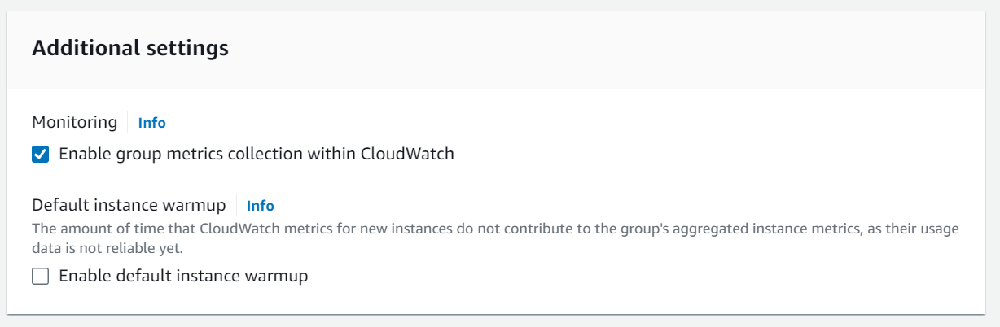 Additional settings
Monitoring Info
Enable group metrics collection within CloudWatch
Default instance warmup Info
The amount of time that CloudWatch metrics for new instances do not contribute to the group's aggregated instance metrics, as their usage
data is not reliable yet.
Enable default instance warmup